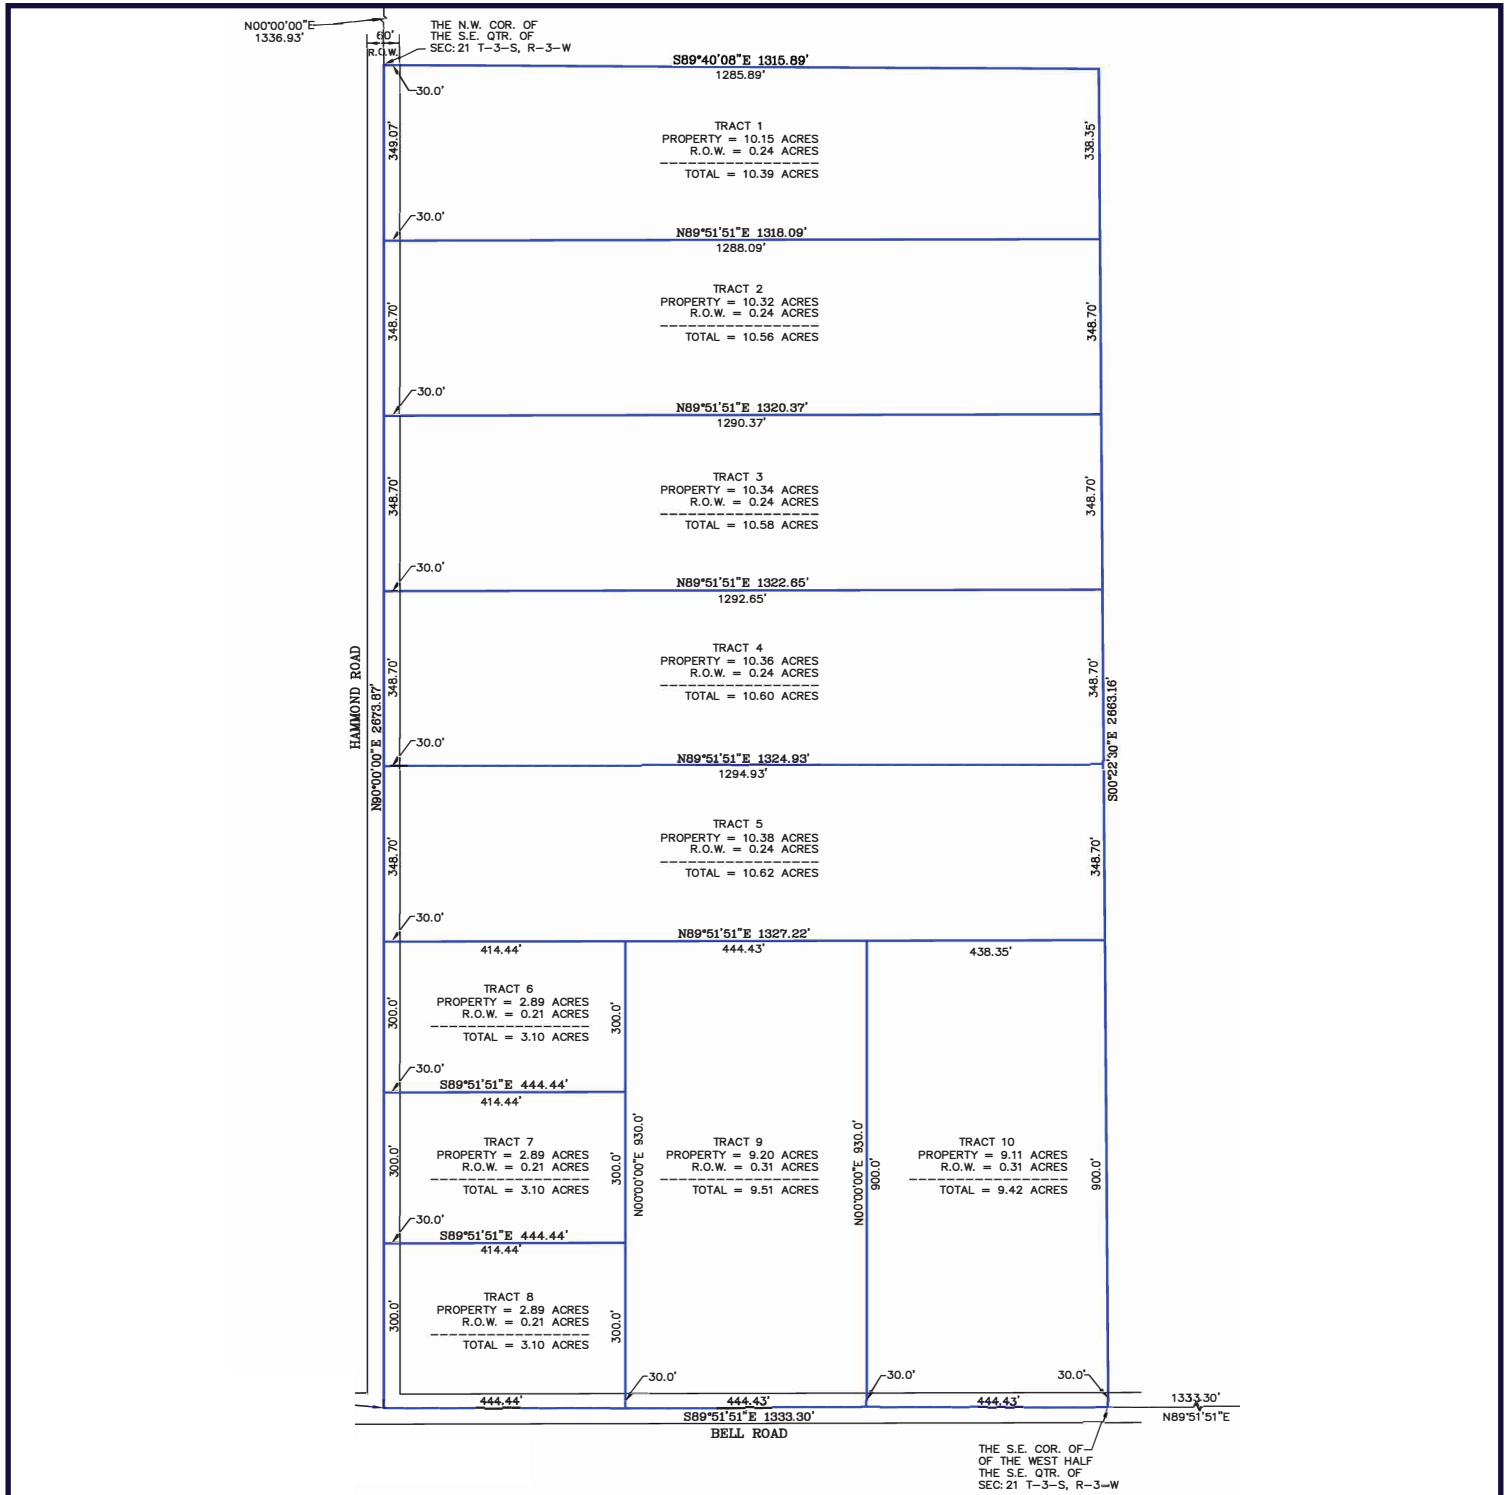 N00°00'00"E
1336.93'
60'
R.O.W.
THE N.W. COR. OF
THE S.E. QTR. OF
SEC: 21 T-3-S, R-3-W
S89°40'08"E 1315.89'
1285.89'
30.0'
349.07'
338.35'
TRACT 1
PROPERTY = 10.15 ACRES
R.O.W. = 0.24 ACRES
TOTAL = 10.39 ACRES
30.0'
N89°51'51"E 1318.09'
1288.09'
348.70'
348.70'
TRACT 2
PROPERTY = 10.32 ACRES
R.O.W. = 0.24 ACRES
TOTAL = 10.56 ACRES
30.0'
N89°51'51"E 1320.37'
1290.37'
348.70'
348.70'
TRACT 3
PROPERTY = 10.34 ACRES
R.O.W. = 0.24 ACRES
TOTAL = 10.58 ACRES
30.0'
N89°51'51"E 1322.65'
1292.65'
HAMMOND ROAD
N90°00'00"E 2673.87'
348.70'
348.70'
S00°22'30"E 2663.16'
TRACT 4
PROPERTY = 10.36 ACRES
R.O.W. = 0.24 ACRES
TOTAL = 10.60 ACRES
30.0'
N89°51'51"E 1324.93'
1294.93'
348.70'
348.70'
TRACT 5
PROPERTY = 10.38 ACRES
R.O.W. = 0.24 ACRES
TOTAL = 10.62 ACRES
30.0'
N89°51'51"E 1327.22'
414.44'
444.43'
438.35'
300.0'
TRACT 6
PROPERTY = 2.89 ACRES
R.O.W. = 0.21 ACRES
TOTAL = 3.10 ACRES
300.0'
30.0'
S89°51'51"E 444.44'
414.44'
300.0'
TRACT 7
PROPERTY = 2.89 ACRES
R.O.W. = 0.21 ACRES
TOTAL = 3.10 ACRES
300.0'
N00°00'00"E 930.0'
TRACT 9
PROPERTY = 9.20 ACRES
R.O.W. = 0.31 ACRES
TOTAL = 9.51 ACRES
N00°00'00"E 930.0'
900.0'
TRACT 10
PROPERTY = 9.11 ACRES
R.O.W. = 0.31 ACRES
TOTAL = 9.42 ACRES
900.0'
30.0'
S89°51'51"E 444.44'
414.44'
300.0'
TRACT 8
PROPERTY = 2.89 ACRES
R.O.W. = 0.21 ACRES
TOTAL = 3.10 ACRES
300.0'
30.0'
30.0'
30.0'
444.44'
444.43'
444.43'
1333.30'
S89°51'51"E 1333.30'
N89°51'51"E
BELL ROAD
THE S.E. COR. OF
OF THE WEST HALF
THE S.E. QTR. OF
SEC: 21 T-3-S, R-3-W